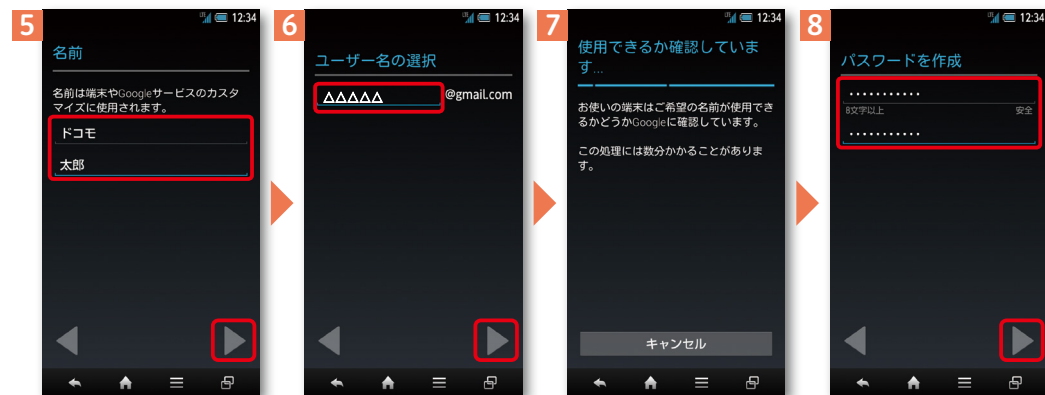 5
12:34
名前
名前は端末やGoogleサービスのカスタ
マイズに使用されます。
ドコモ
太郎
6
12:34
ユーザー名の選択
△△△△△ @gmail.com
7
12:34
使用できるか確認していま
す...
お使いの端末はご希望の名前が使用でき
るかどうかGoogleに確認しています。
この処理には数分かかることがありま
す。
キャンセル
8
12:34
パスワードを作成
・・・・・・・・・・・
8文字以上 安全
・・・・・・・・・・・